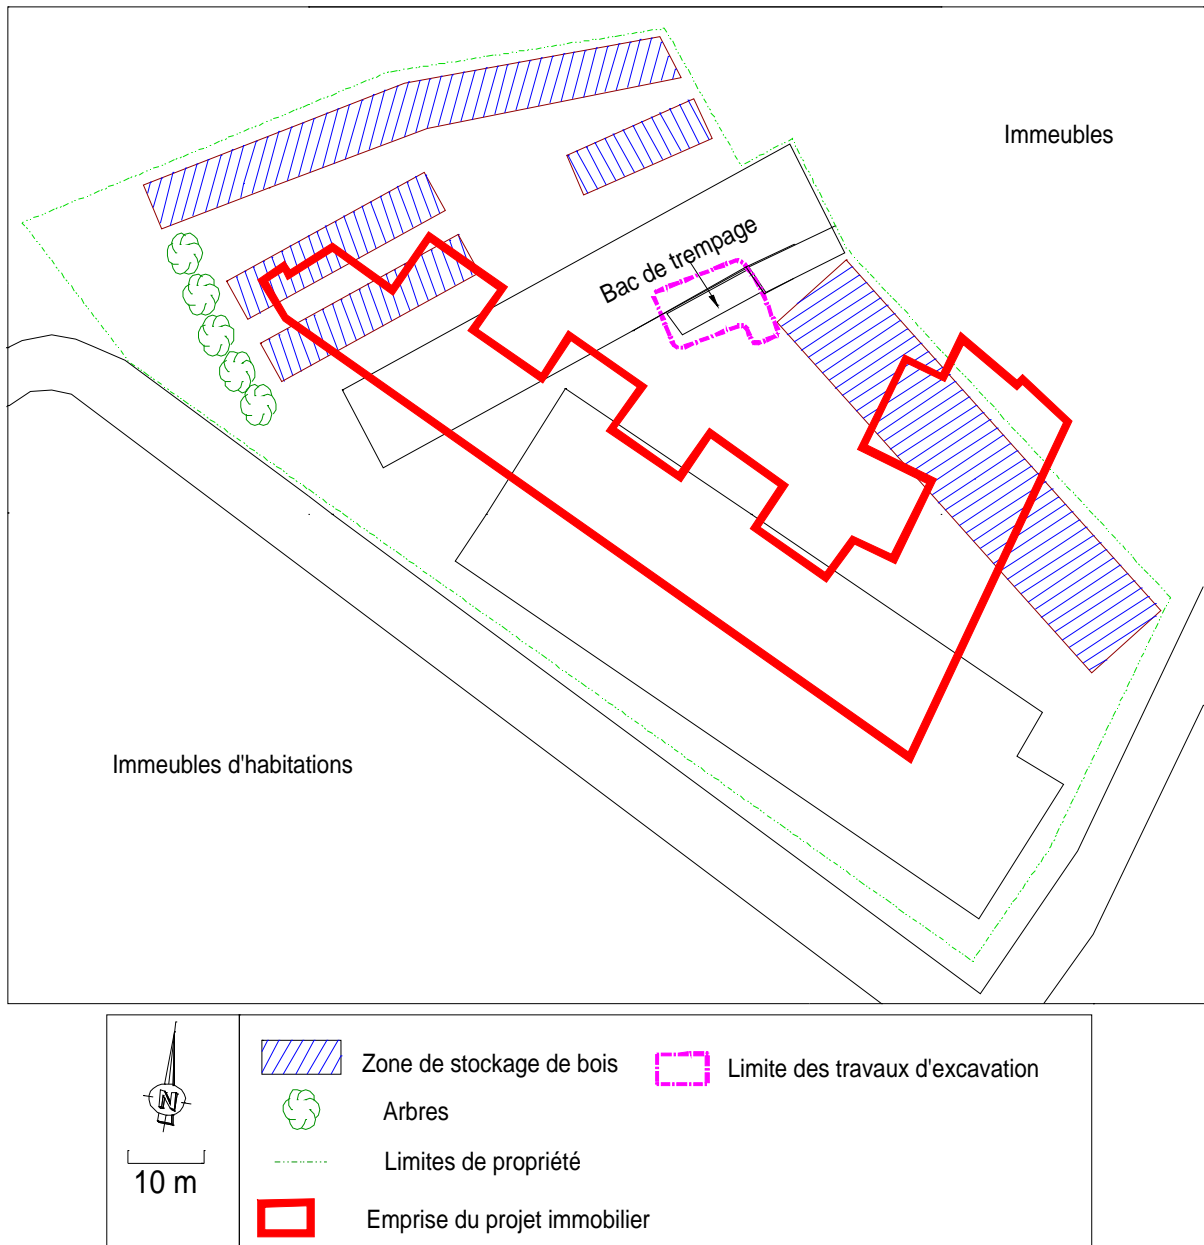 Immeubles
Bac de trempage
Immeubles d'habitations
N
10 m
Zone de stockage de bois
Limite des travaux d'excavation
Arbres
Limites de propriété
Emprise du projet immobilier